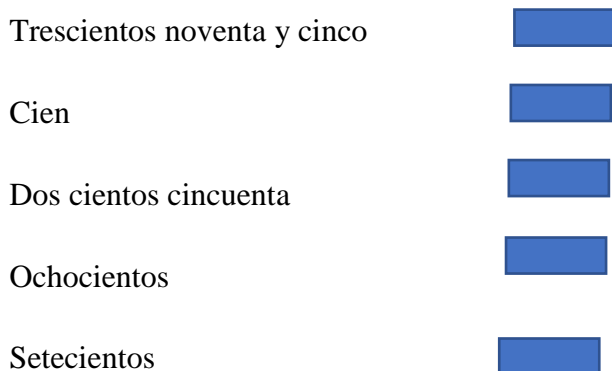 Trescientos noventa y cinco
Cien
Dos cientos cincuenta
Ochocientos
Setecientos